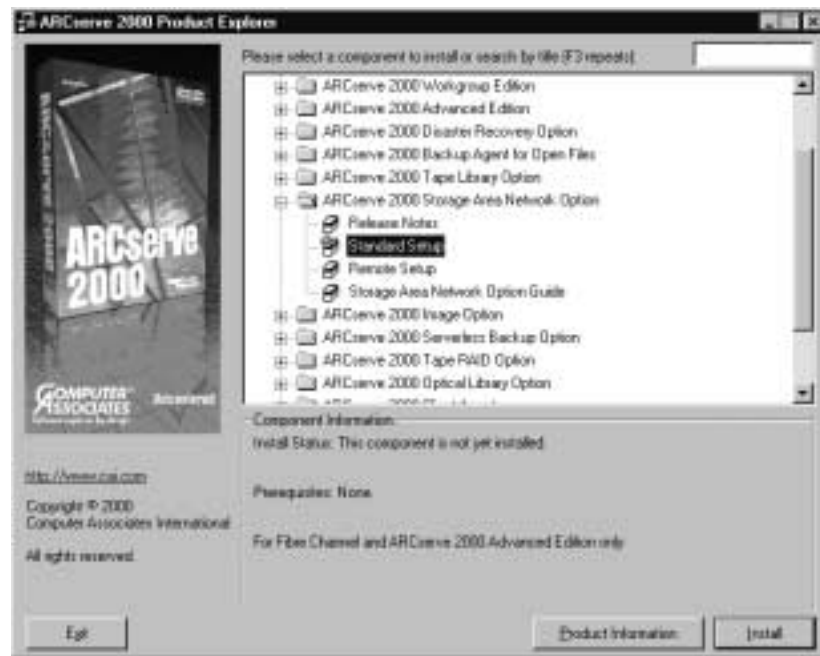 ARCserve 2000 Product Explorer
Please select a component to install or search by title (F3 repeats):
ARCserve 2000 Workgroup Edition
ARCserve 2000 Advanced Edition
ARCserve 2000 Disaster Recovery Option
ARCserve 2000 Backup Agent for Open Files
ARCserve 2000 Tape Library Option
ARCserve 2000 Storage Area Network Option
Release Notes
Standard Setup
Remote Setup
Storage Area Network Option Guide
ARCserve 2000 Image Option
ARCserve 2000 Serverless Backup Option
ARCserve 2000 Tape RAID Option
ARCserve 2000 Optical Library Option
ARCserve 2000
ARCserve
2000
COMPUTER
ASSOCIATES
Component Information
Install Status: This component is not yet installed.
Prerequisites: None
For Fibre Channel and ARCserve 2000 Advanced Edition only
http://www.cai.com
Copyright © 2000
Computer Associates International
All rights reserved.
Exit
Product Information
Install